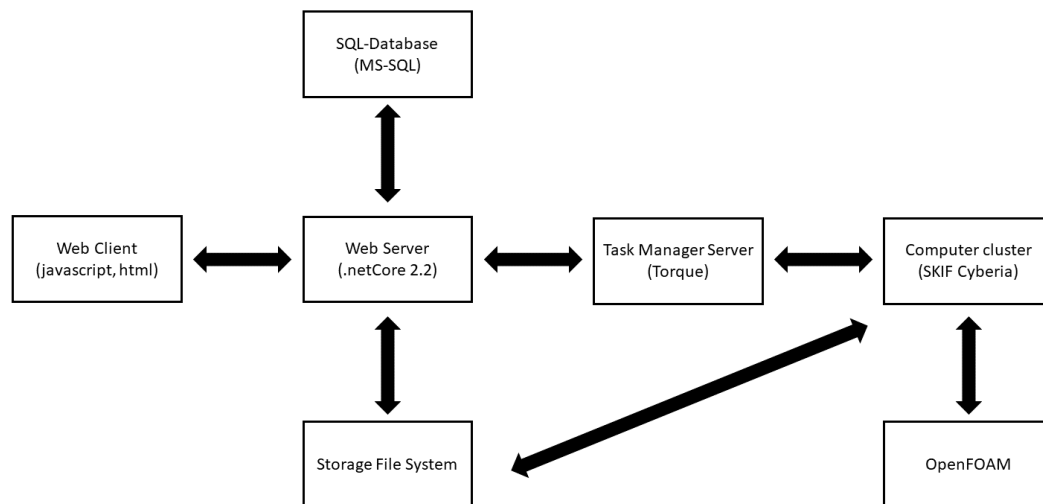 SQL-Database
(MS-SQL)
Web Client
(javascript, html)
Web Server
(.netCore 2.2)
Task Manager Server
(Torque)
Computer cluster
(SKIF Cyberia)
Storage File System
OpenFOAM